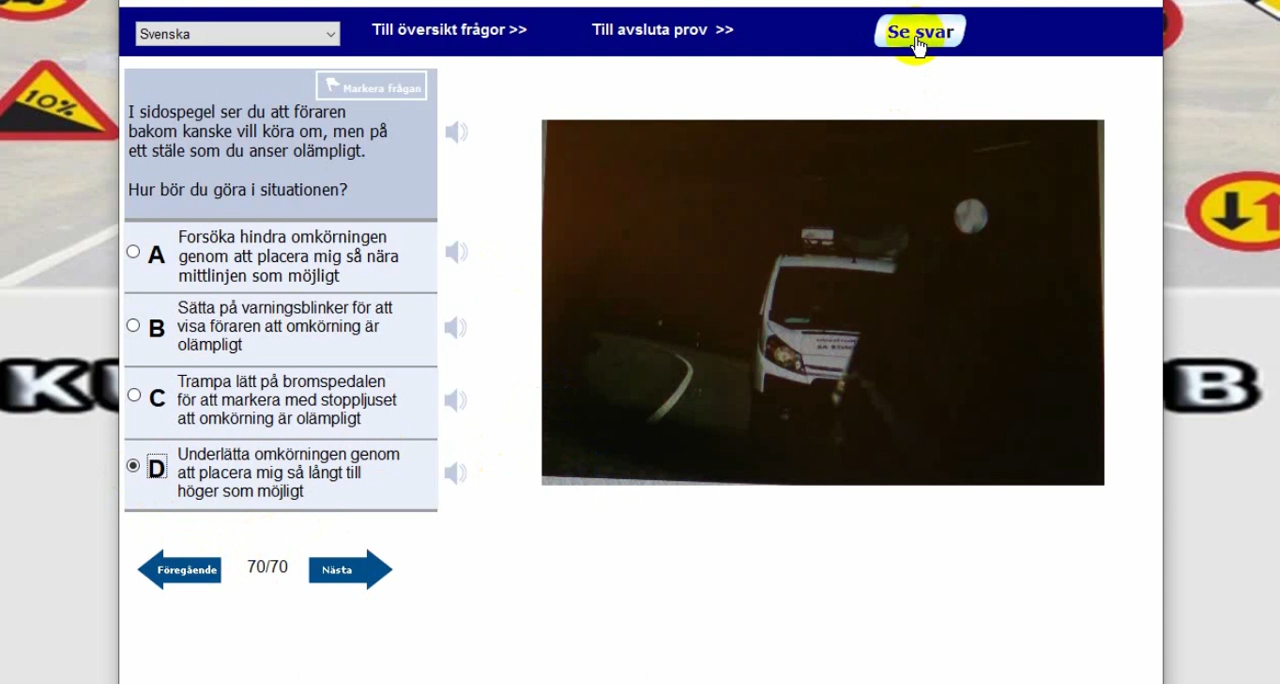 Svenska
Till översikt frågor >>
Till avsluta prov >>
Se svar
10%
Markera frågan
I sidospegel ser du att föraren
bakom kanske vill köra om, men på
ett stäle som du anser olämpligt.
Hur bör du göra i situationen?
A
Forsöka hindra omkörningen
genom att placera mig så nära
mittlinjen som möjligt
B
Sätta på varningsblinker för att
visa föraren att omkörning är
olämpligt
C
Trampa lätt på bromspedalen
för att markera med stoppljuset
att omkörning är olämpligt
D
Underlätta omkörningen genom
att placera mig så långt till
höger som möjligt
Föregående
70/70
Nästa
K
B